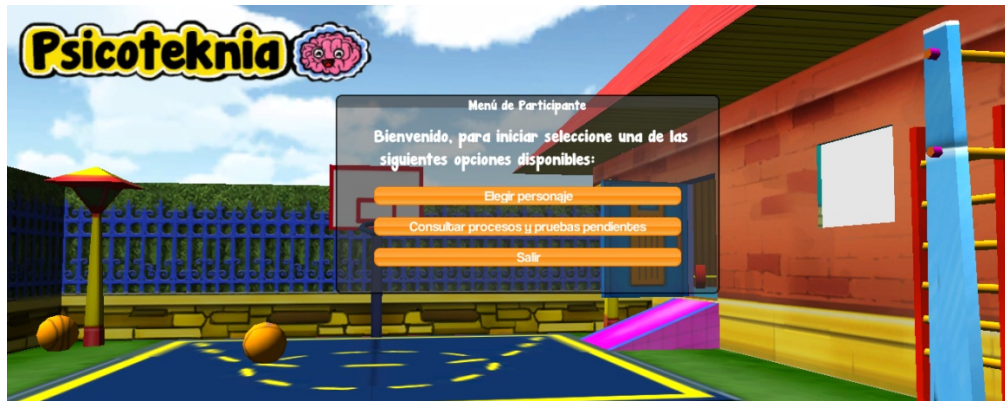 Psicoteknia
Menú de Participante
Bienvenido, para iniciar seleccione una de las
siguientes opciones disponibles:
Elegir personaje
Consultar procesos y pruebas pendientes
Salir